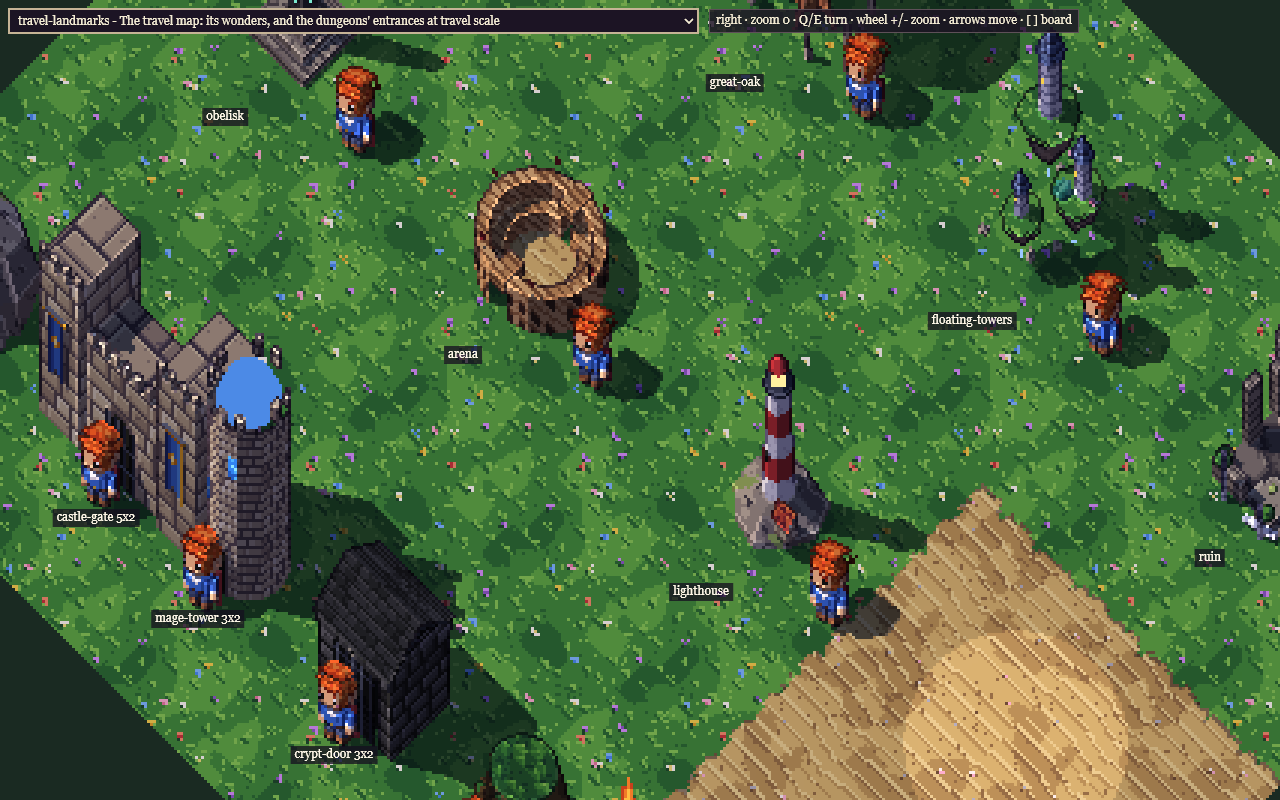 travel-landmarks - The travel map: its wonders, and the dungeons' entrances at travel scale
right · zoom 0 · Q/E turn · wheel +/- zoom · arrows move · [ ] board
great-oak
obelisk
floating-towers
arena
castle-gate 5x2
ruin
lighthouse
mage-tower 3x2
crypt-door 3x2